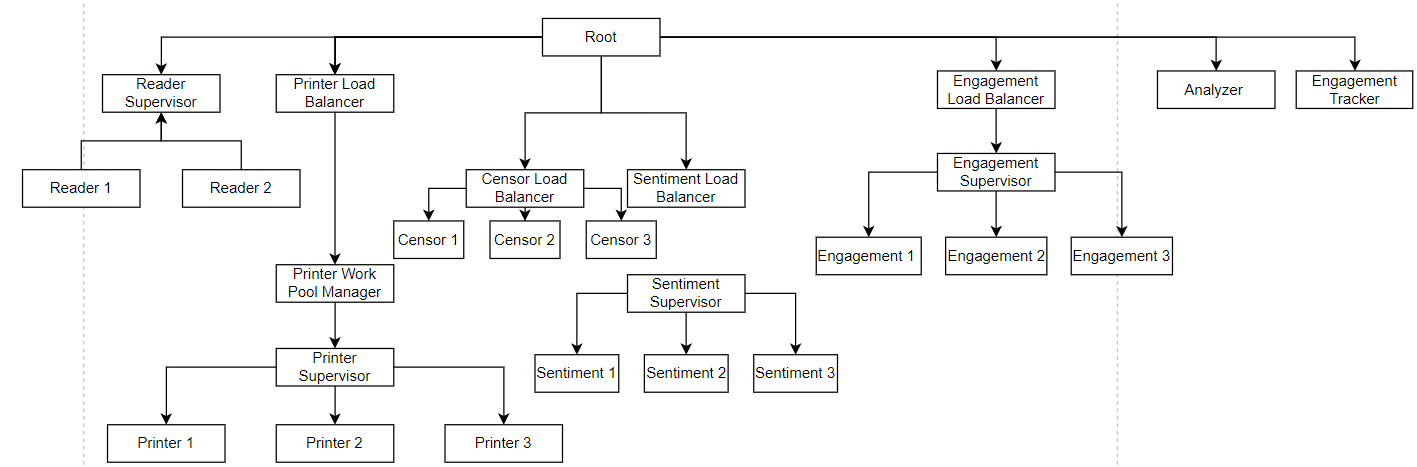 Root
Reader
Supervisor
Printer Load
Balancer
Engagement
Load Balancer
Analyzer
Engagement
Tracker
Reader 1
Reader 2
Censor Load
Balancer
Sentiment Load
Balancer
Engagement
Supervisor
Censor 1
Censor 2
Censor 3
Engagement 1
Engagement 2
Engagement 3
Printer Work
Pool Manager
Sentiment
Supervisor
Printer
Supervisor
Sentiment 1
Sentiment 2
Sentiment 3
Printer 1
Printer 2
Printer 3